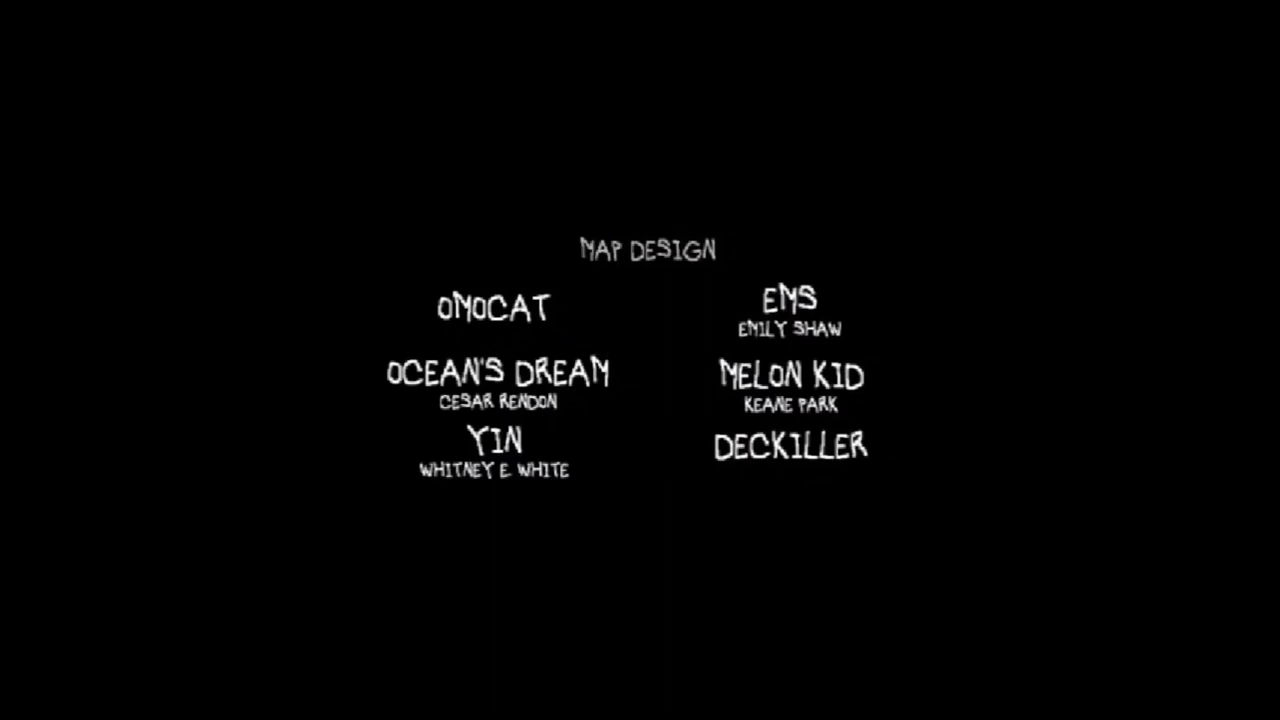 MAP DESIGN
OMOCAT
EMS
EMILY SHAW
OCEAN'S DREAM
CESAR RENDON
MELON KID
KEANE PARK
YIN
WHITNEY E. WHITE
DECKILLER